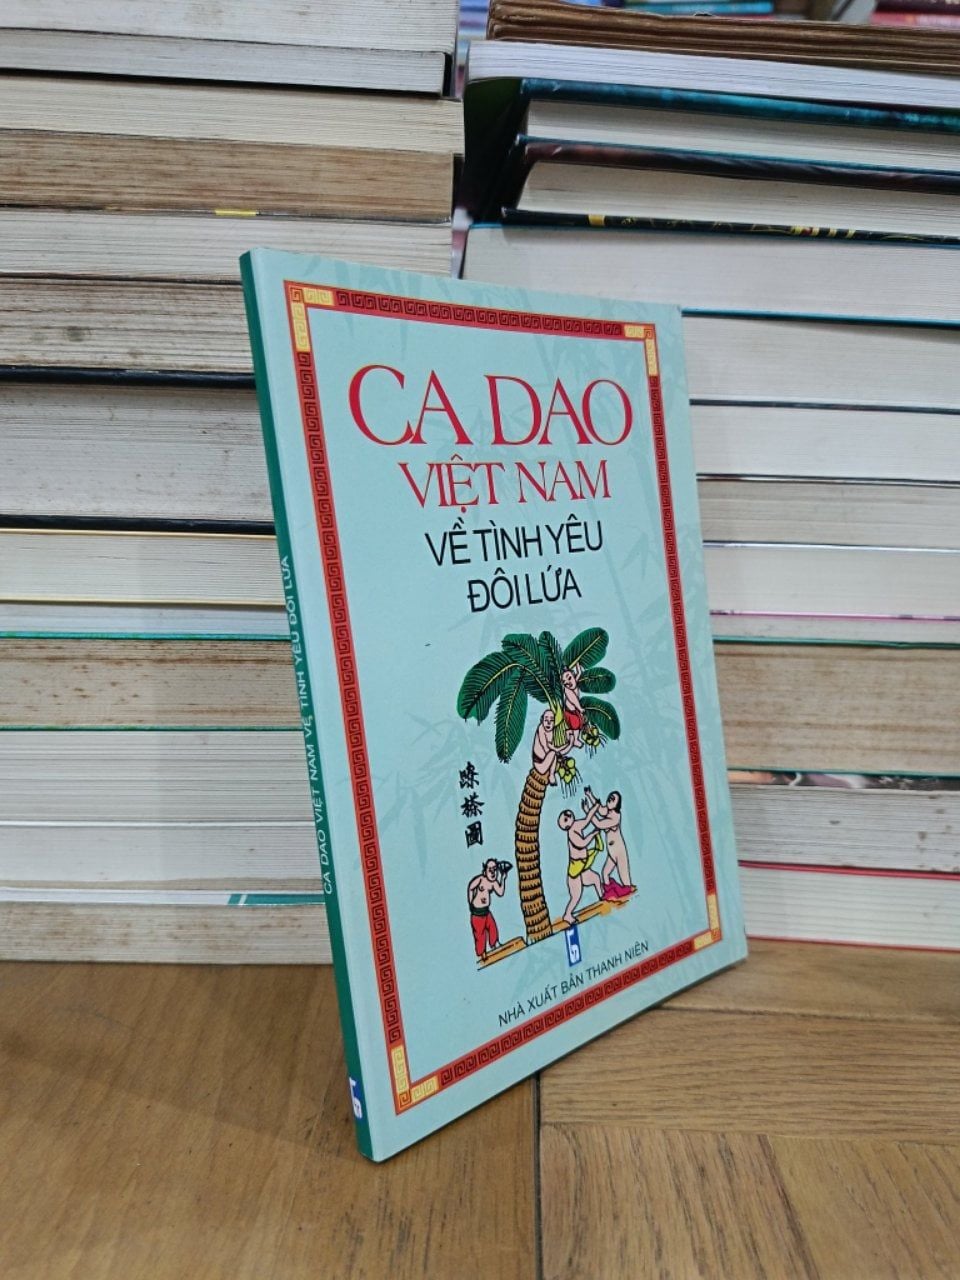 CA DAO
VIỆT NAM
VỀ TÌNH YÊU
ĐÔI LỨA
NHÀ XUẤT BẢN THANH NIÊN
CA DAO VIỆT NAM VỀ TÌNH YÊU ĐÔI LỨA